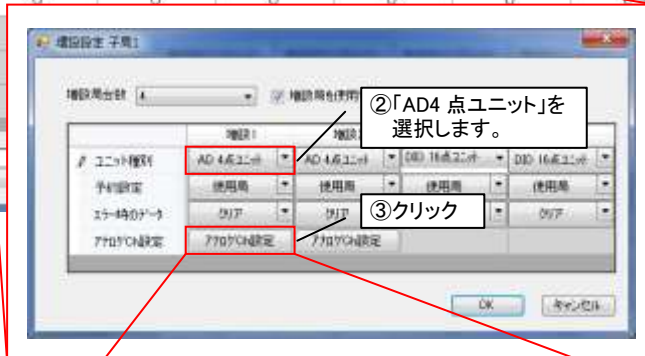 増設設定 子局1
増設局台数 4 増設局を使用
②「AD4 点ユニット」を
選択します。
増設1 増設2
ユニット種別 AD 4点ユニット AD 4点ユニット DIO 16点ユニット DIO 16点ユニット
予約設定 使用局 使用局 使用局 使用局
エラー時のデータ クリア クリア クリア
③クリック
アナログCh設定 アナログCh設定 アナログCh設定
OK キャンセル